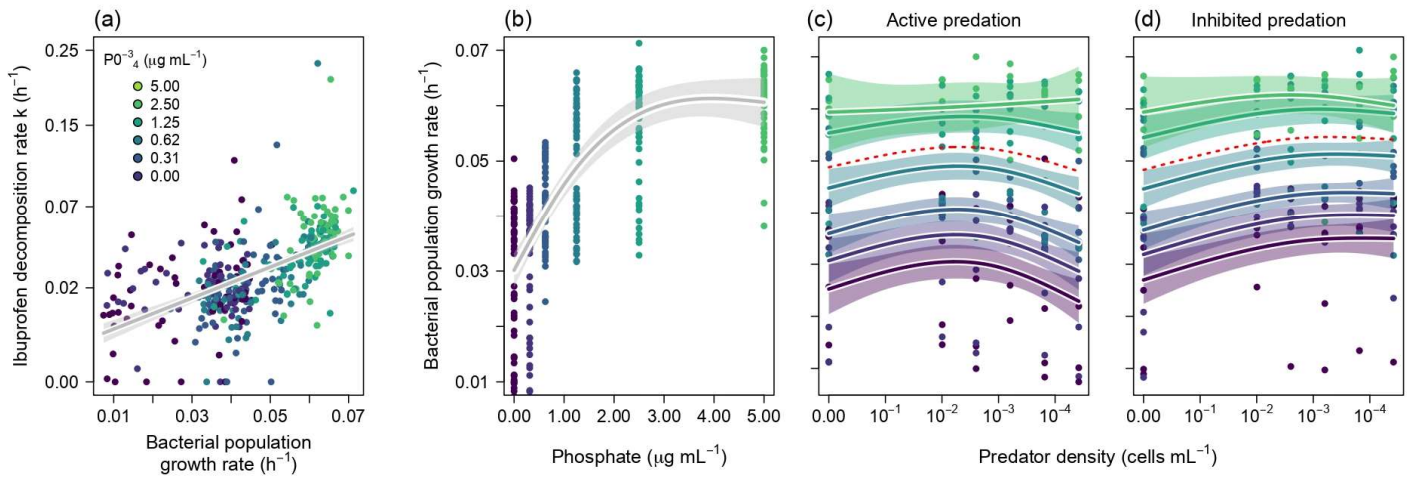 (a)
P0⁻³₄ (µg mL⁻¹)
5.00
2.50
1.25
0.62
0.31
0.00
Ibuprofen decomposition rate k (h⁻¹)
0.25
0.15
0.07
0.02
0.00
0.01 0.03 0.05 0.07
Bacterial population
growth rate (h⁻¹)
(b)
Bacterial population growth rate (h⁻¹)
0.07
0.05
0.03
0.01
0.00 1.00 2.00 3.00 4.00 5.00
Phosphate (µg mL⁻¹)
(c) Active predation
0.00 10⁻¹ 10⁻² 10⁻³ 10⁻⁴
(d) Inhibited predation
0.00 10⁻¹ 10⁻² 10⁻³ 10⁻⁴
Predator density (cells mL⁻¹)